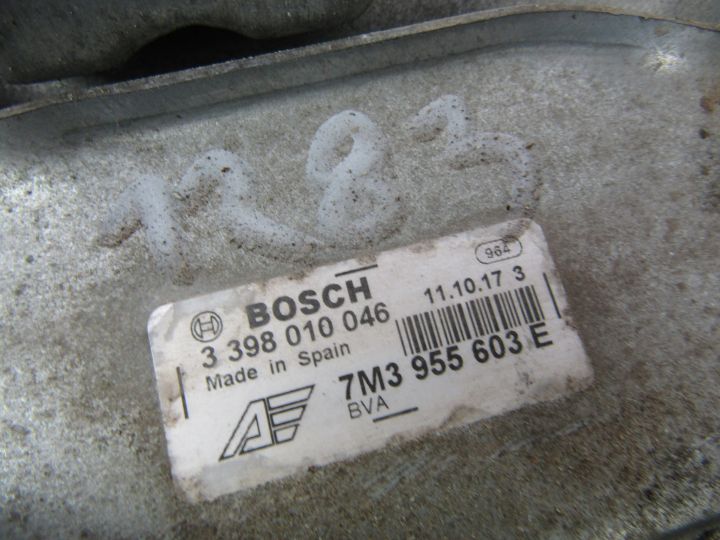 1283
964
BOSCH
11.10.17 3
3 398 010 046
Made in Spain
7M3 955 603 E
BVA